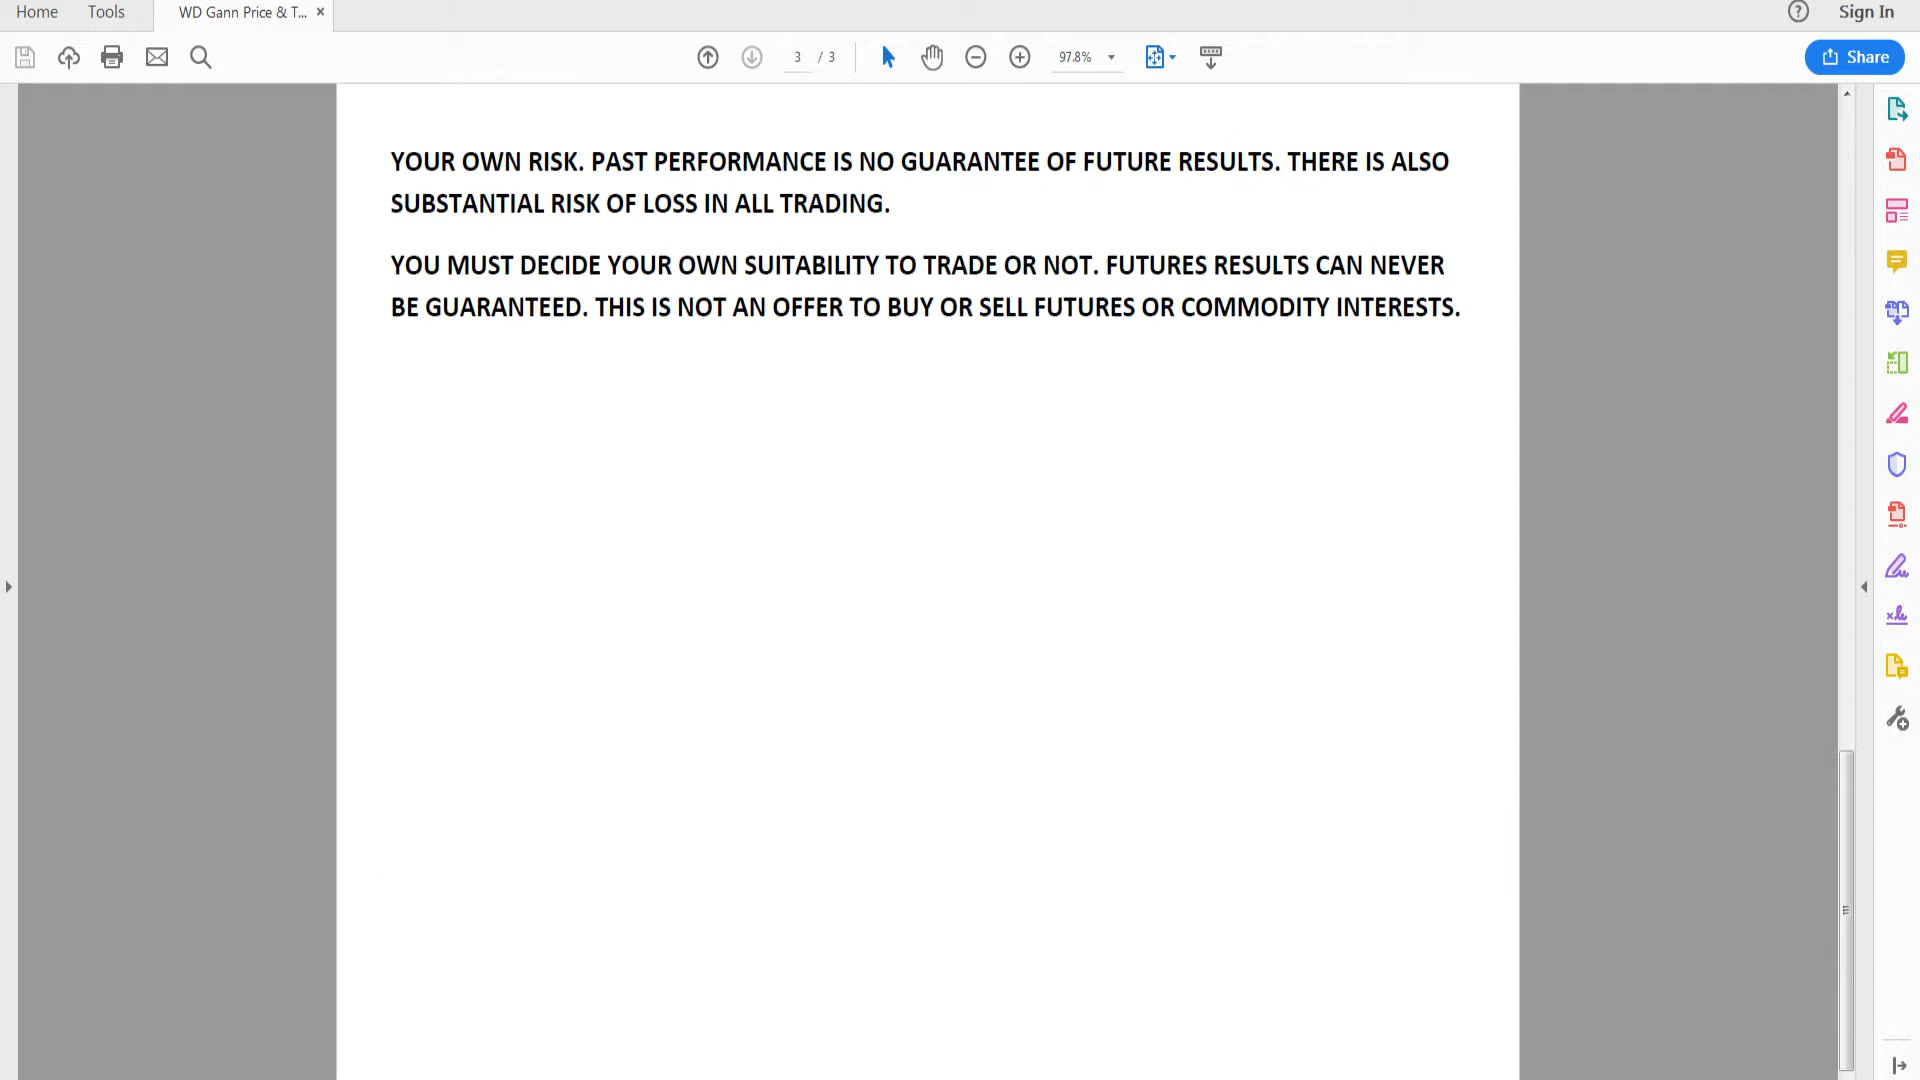 Home Tools WD Gann Price & T... × Sign In
3 / 3 97.8% Share
YOUR OWN RISK. PAST PERFORMANCE IS NO GUARANTEE OF FUTURE RESULTS. THERE IS ALSO
SUBSTANTIAL RISK OF LOSS IN ALL TRADING.
YOU MUST DECIDE YOUR OWN SUITABILITY TO TRADE OR NOT. FUTURES RESULTS CAN NEVER
BE GUARANTEED. THIS IS NOT AN OFFER TO BUY OR SELL FUTURES OR COMMODITY INTERESTS.